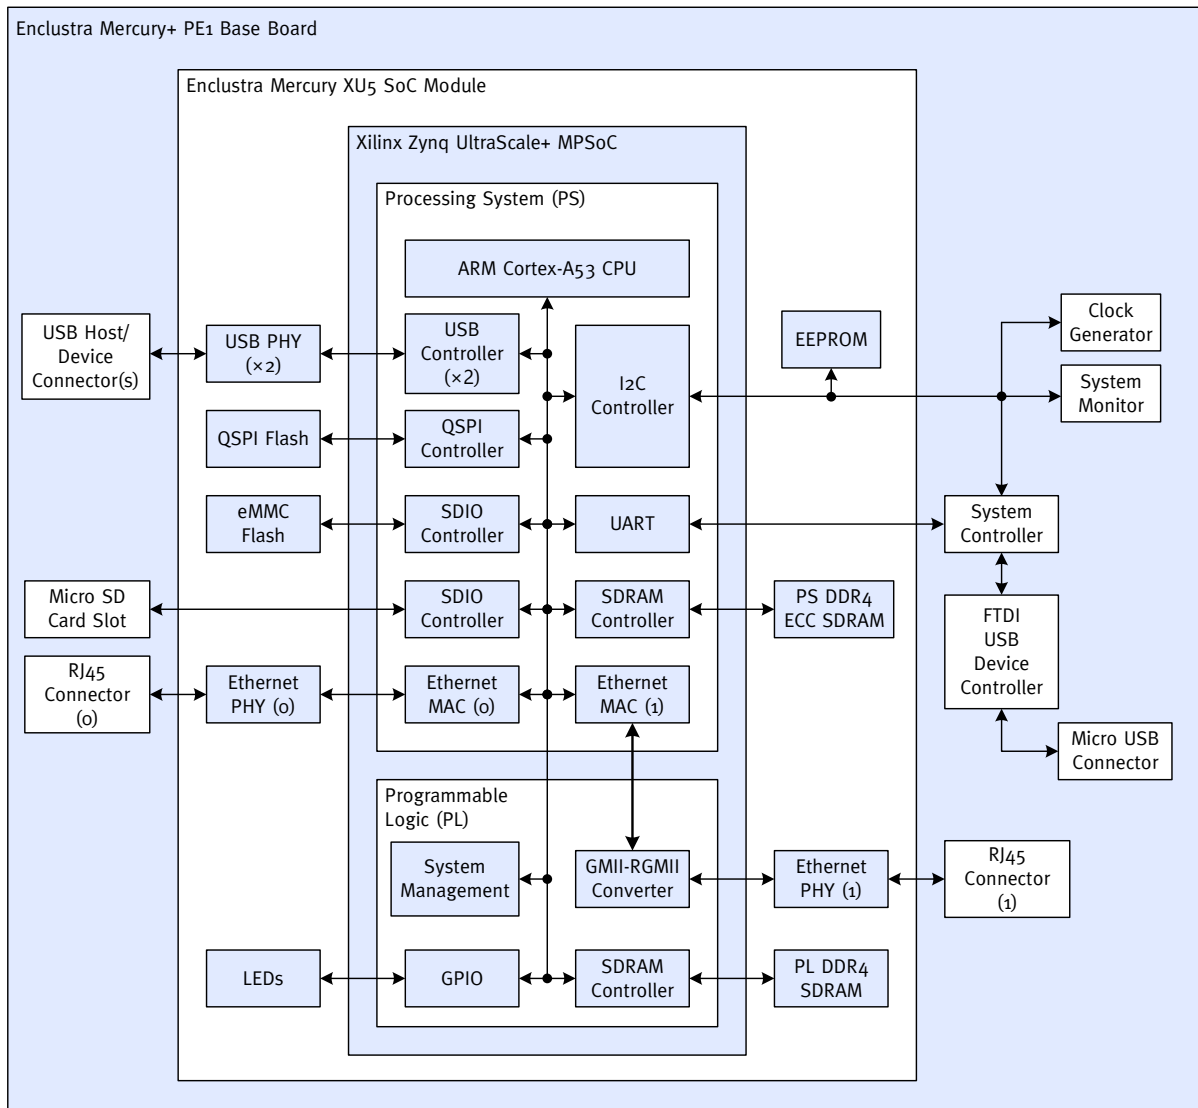 Enclustra Mercury+ PE1 Base Board
Enclustra Mercury XU5 SoC Module
Xilinx Zynq UltraScale+ MPSoC
Processing System (PS)
ARM Cortex-A53 CPU
USB Host/
Device
Connector(s)
USB PHY
(×2)
USB
Controller
(×2)
I2C
Controller
EEPROM
Clock
Generator
System
Monitor
QSPI Flash
QSPI
Controller
eMMC
Flash
SDIO
Controller
UART
System
Controller
Micro SD
Card Slot
SDIO
Controller
SDRAM
Controller
PS DDR4
ECC SDRAM
FTDI
USB
Device
Controller
RJ45
Connector
(0)
Ethernet
PHY (0)
Ethernet
MAC (0)
Ethernet
MAC (1)
Micro USB
Connector
Programmable
Logic (PL)
System
Management
GMII-RGMII
Converter
Ethernet
PHY (1)
RJ45
Connector
(1)
LEDs
GPIO
SDRAM
Controller
PL DDR4
SDRAM